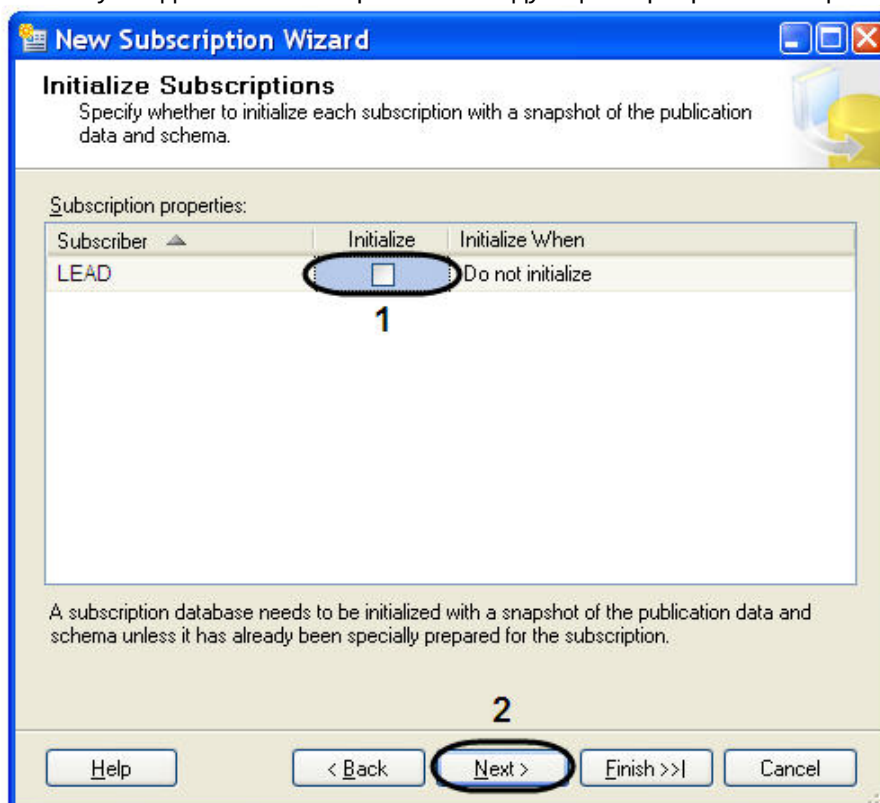 New Subscription Wizard
Initialize Subscriptions
Specify whether to initialize each subscription with a snapshot of the publication
data and schema.
Subscription properties:
Subscriber Initialize Initialize When
LEAD Do not initialize
1
A subscription database needs to be initialized with a snapshot of the publication data and
schema unless it has already been specially prepared for the subscription.
2
Help < Back Next > Finish >>| Cancel